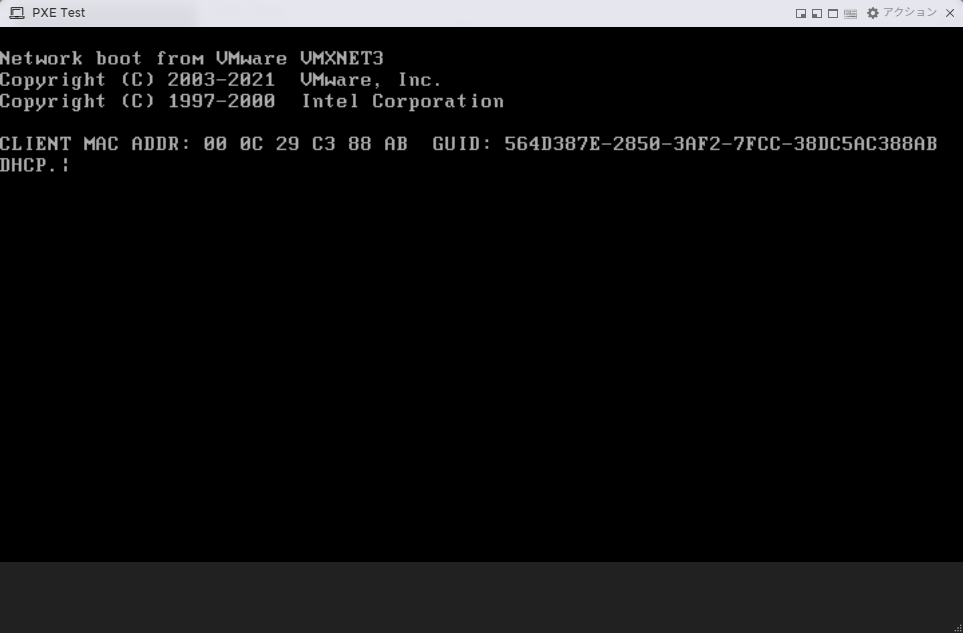 PXE Test
アクション
Network boot from VMware VMXNET3
Copyright (C) 2003-2021  VMware, Inc.
Copyright (C) 1997-2000  Intel Corporation
CLIENT MAC ADDR: 00 0C 29 C3 88 AB  GUID: 564D387E-2850-3AF2-7FCC-38DC5AC388AB
DHCP.¦